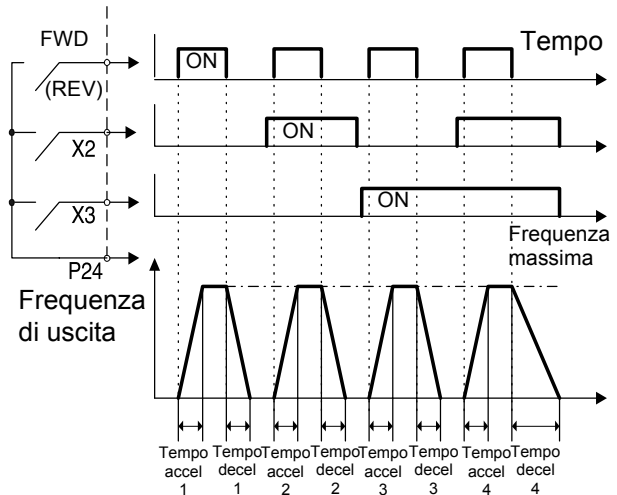 FWD
Tempo
ON
(REV)
ON
X2
ON
X3
Frequenza
massima
P24
Frequenza
di uscita
Tempo
accel
1
Tempo
decel
1
Tempo
accel
2
Tempo
decel
2
Tempo
accel
3
Tempo
decel
3
Tempo
accel
4
Tempo
decel
4